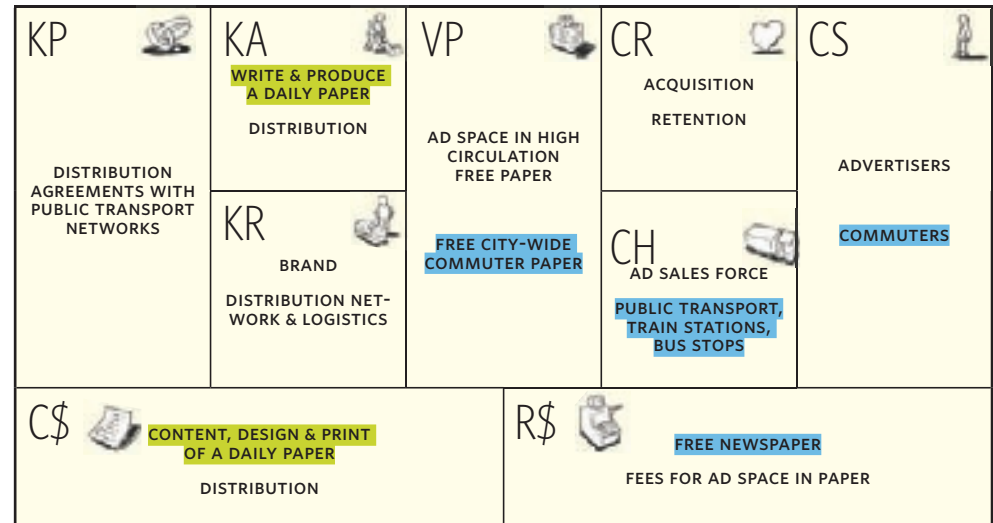 KP
DISTRIBUTION
AGREEMENTS WITH
PUBLIC TRANSPORT
NETWORKS
KA
WRITE & PRODUCE
A DAILY PAPER
DISTRIBUTION
KR
BRAND
DISTRIBUTION NET-
WORK & LOGISTICS
VP
AD SPACE IN HIGH
CIRCULATION
FREE PAPER
FREE CITY-WIDE
COMMUTER PAPER
CR
ACQUISITION
RETENTION
CH
AD SALES FORCE
PUBLIC TRANSPORT,
TRAIN STATIONS,
BUS STOPS
CS
ADVERTISERS
COMMUTERS
C$
CONTENT, DESIGN & PRINT
OF A DAILY PAPER
DISTRIBUTION
R$
FREE NEWSPAPER
FEES FOR AD SPACE IN PAPER